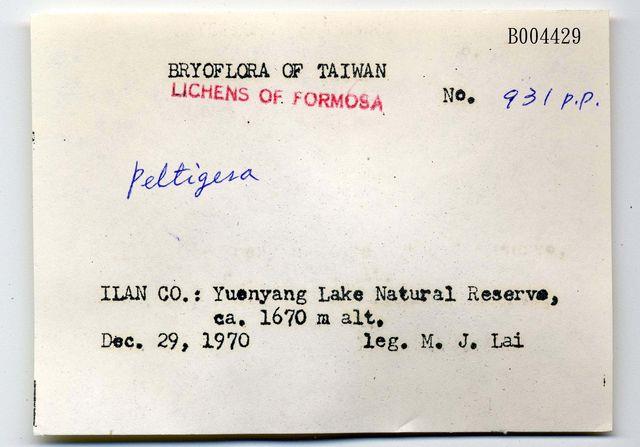 B004429
BRYOFLORA OF TAIWAN
LICHENS OF FORMOSA
No. 931 p.p.
Peltigera
ILAN CO.: Yuenyang Lake Natural Reserve,
ca. 1670 m alt.
Dec. 29, 1970 leg. M. J. Lai